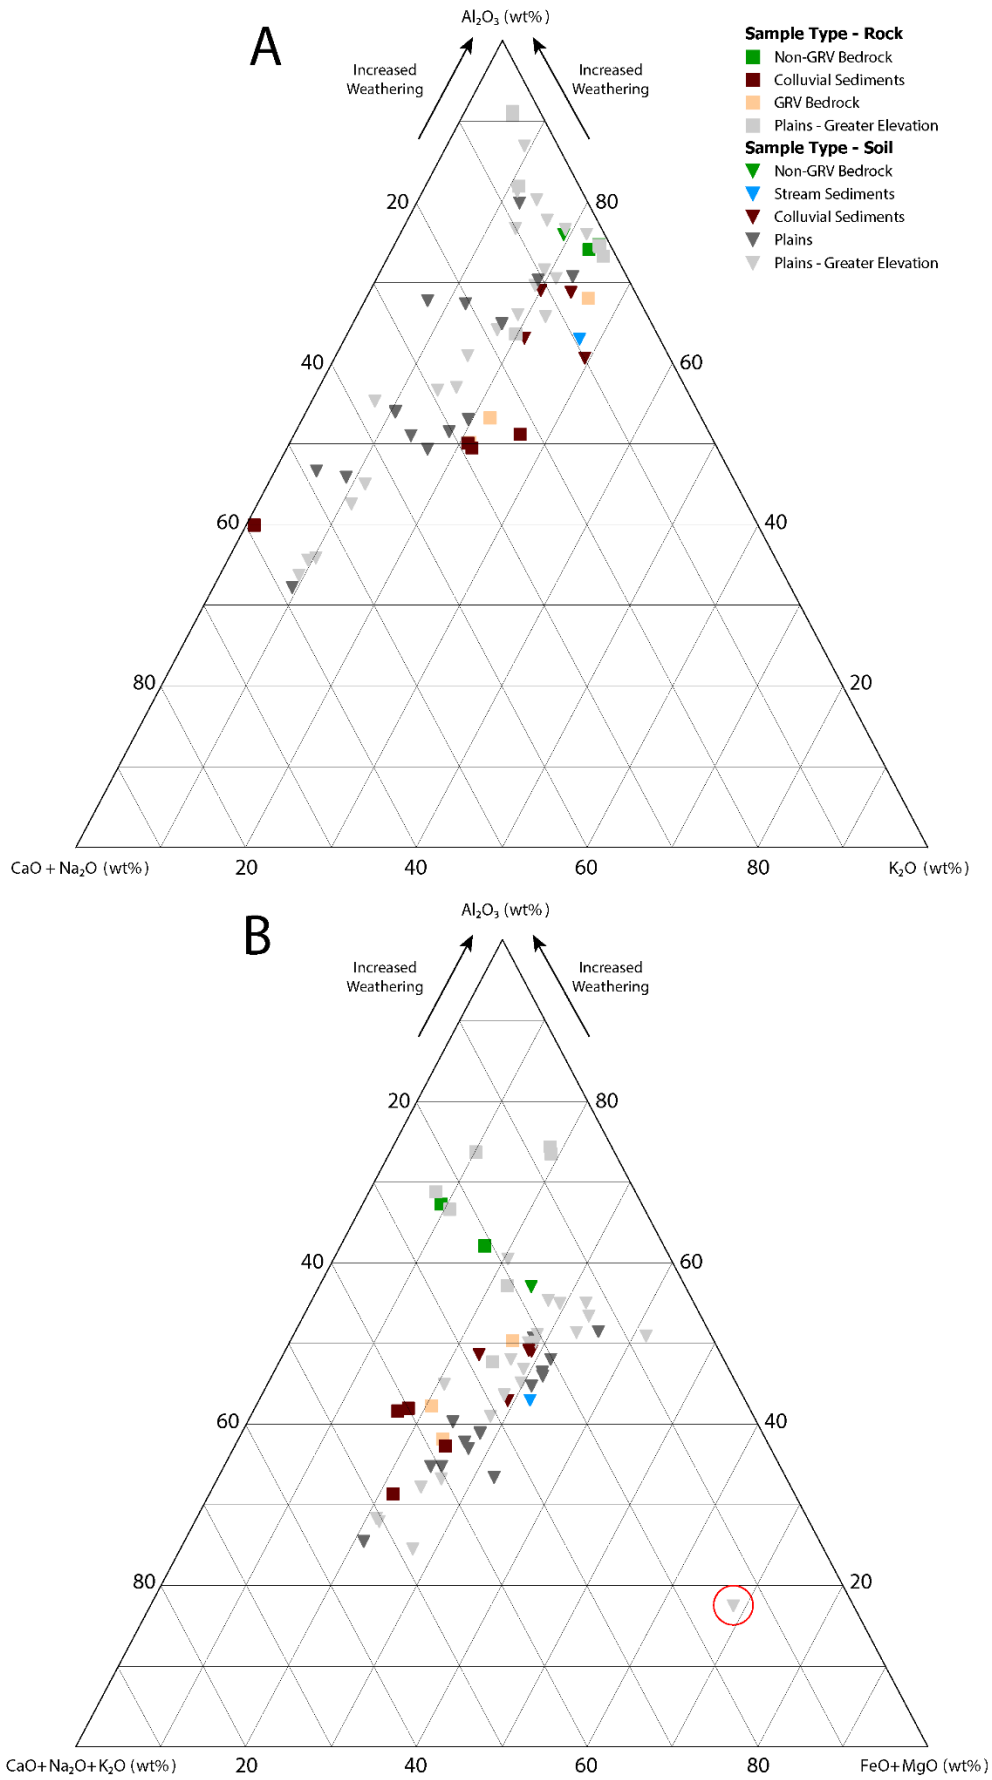 A
Al₂O₃ (wt%)
Increased
Weathering
Increased
Weathering
Sample Type - Rock
Non-GRV Bedrock
Colluvial Sediments
GRV Bedrock
Plains - Greater Elevation
Sample Type - Soil
Non-GRV Bedrock
Stream Sediments
Colluvial Sediments
Plains
Plains - Greater Elevation
20
80
40
60
60
40
80
20
CaO + Na₂O (wt%)
20
40
60
80
K₂O (wt%)
B
Al₂O₃ (wt%)
Increased
Weathering
Increased
Weathering
20
80
40
60
60
40
80
20
CaO+Na₂O+K₂O (wt%)
20
40
60
80
FeO+MgO (wt%)